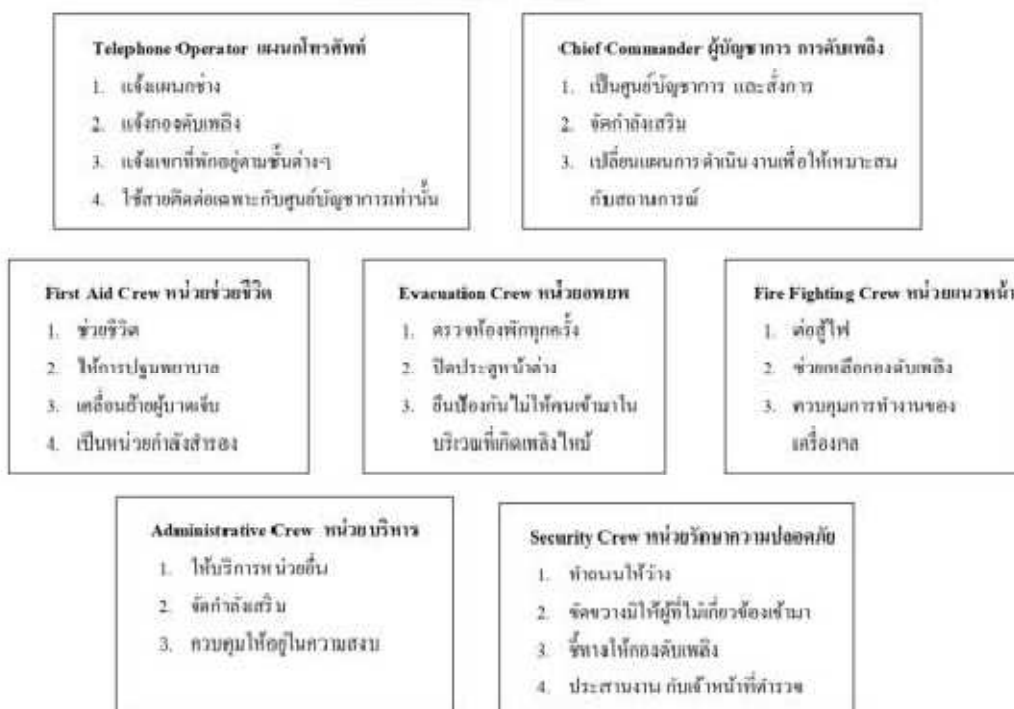 Telephone Operator แผนกโทรศัพท์
1. แจ้งแผนกช่าง
2. แจ้งกองดับเพลิง
3. แจ้งแขกที่พักอยู่ตามชั้นต่างๆ
4. ใช้สายติดต่อเฉพาะกับศูนย์บัญชาการเท่านั้น
Chief Commander ผู้บัญชาการ การดับเพลิง
1. เป็นศูนย์บัญชาการ และสั่งการ
2. จัดกำลังเสริม
3. เปลี่ยนแผนการ ดำเนิน งานเพื่อให้เหมาะสม
กับสถานการณ์
First Aid Crew หน่วยช่วยชีวิต
1. ช่วยชีวิต
2. ให้การปฐมพยาบาล
3. เคลื่อนย้ายผู้บาดเจ็บ
4. เป็นหน่วยกำลังสำรอง
Evacuation Crew หน่วยอพยพ
1. ตรวจห้องพักทุกครั้ง
2. ปิดประตูหน้าต่าง
3. ยืนป้องกันไม่ให้คนเข้ามาใน
บริเวณที่เกิดเพลิงไหม้
Fire Fighting Crew หน่วยแนวหน้า
1. ต่อสู้ไฟ
2. ช่วยเหลือกองดับเพลิง
3. ควบคุมการทำงานของ
เครื่องกล
Administrative Crew หน่วยบริหาร
1. ให้บริการหน่วยอื่น
2. จัดกำลังเสริม
3. ควบคุมให้อยู่ในความสงบ
Security Crew หน่วยรักษาความปลอดภัย
1. ทำถนนให้ว่าง
2. ขัดขวางมิให้ผู้ที่ไม่เกี่ยวข้องเข้ามา
3. ชี้ทางให้กองดับเพลิง
4. ประสานงาน กับเจ้าหน้าที่ตำรวจ